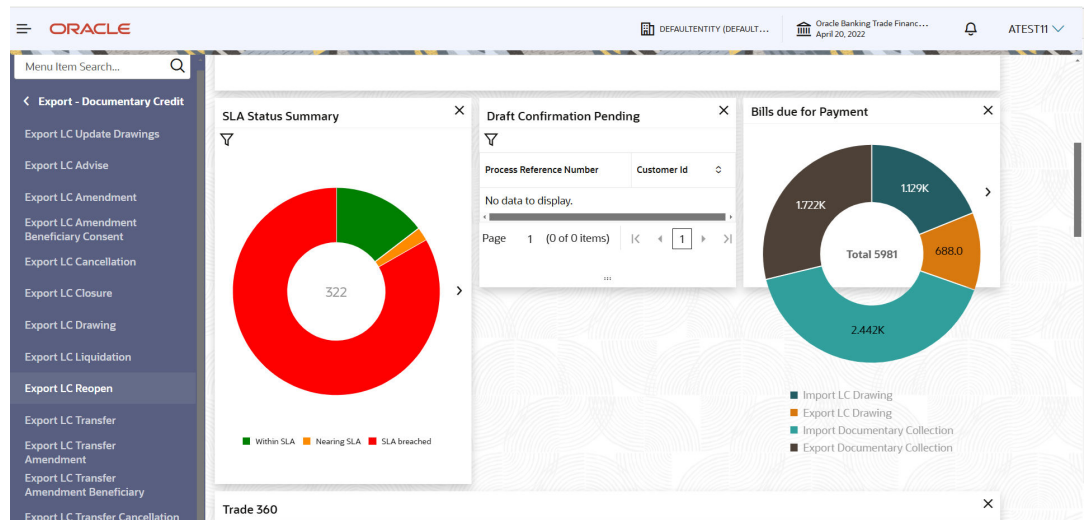 ORACLE
DEFAULTENTITY (DEFAULT...
Oracle Banking Trade Financ...
April 20, 2022
ATEST11
Menu Item Search...
Export - Documentary Credit
Export LC Update Drawings
Export LC Advise
Export LC Amendment
Export LC Amendment
Beneficiary Consent
Export LC Cancellation
Export LC Closure
Export LC Drawing
Export LC Liquidation
Export LC Reopen
Export LC Transfer
Export LC Transfer
Amendment
Export LC Transfer
Amendment Beneficiary
Export LC Transfer Cancellation
SLA Status Summary
322
Within SLA
Nearing SLA
SLA breached
Draft Confirmation Pending
Process Reference Number Customer Id
No data to display.
Page 1 (0 of 0 items) 1
Bills due for Payment
1.722K
1.129K
Total 5981
688.0
2.442K
Import LC Drawing
Export LC Drawing
Import Documentary Collection
Export Documentary Collection
Trade 360